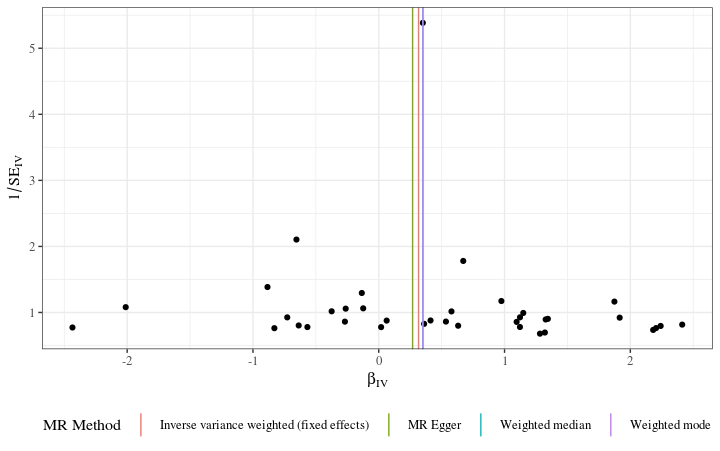 5
4
3
2
1
1/SE_IV
-2
-1
0
1
2
β_IV
MR Method
Inverse variance weighted (fixed effects)
MR Egger
Weighted median
Weighted mode